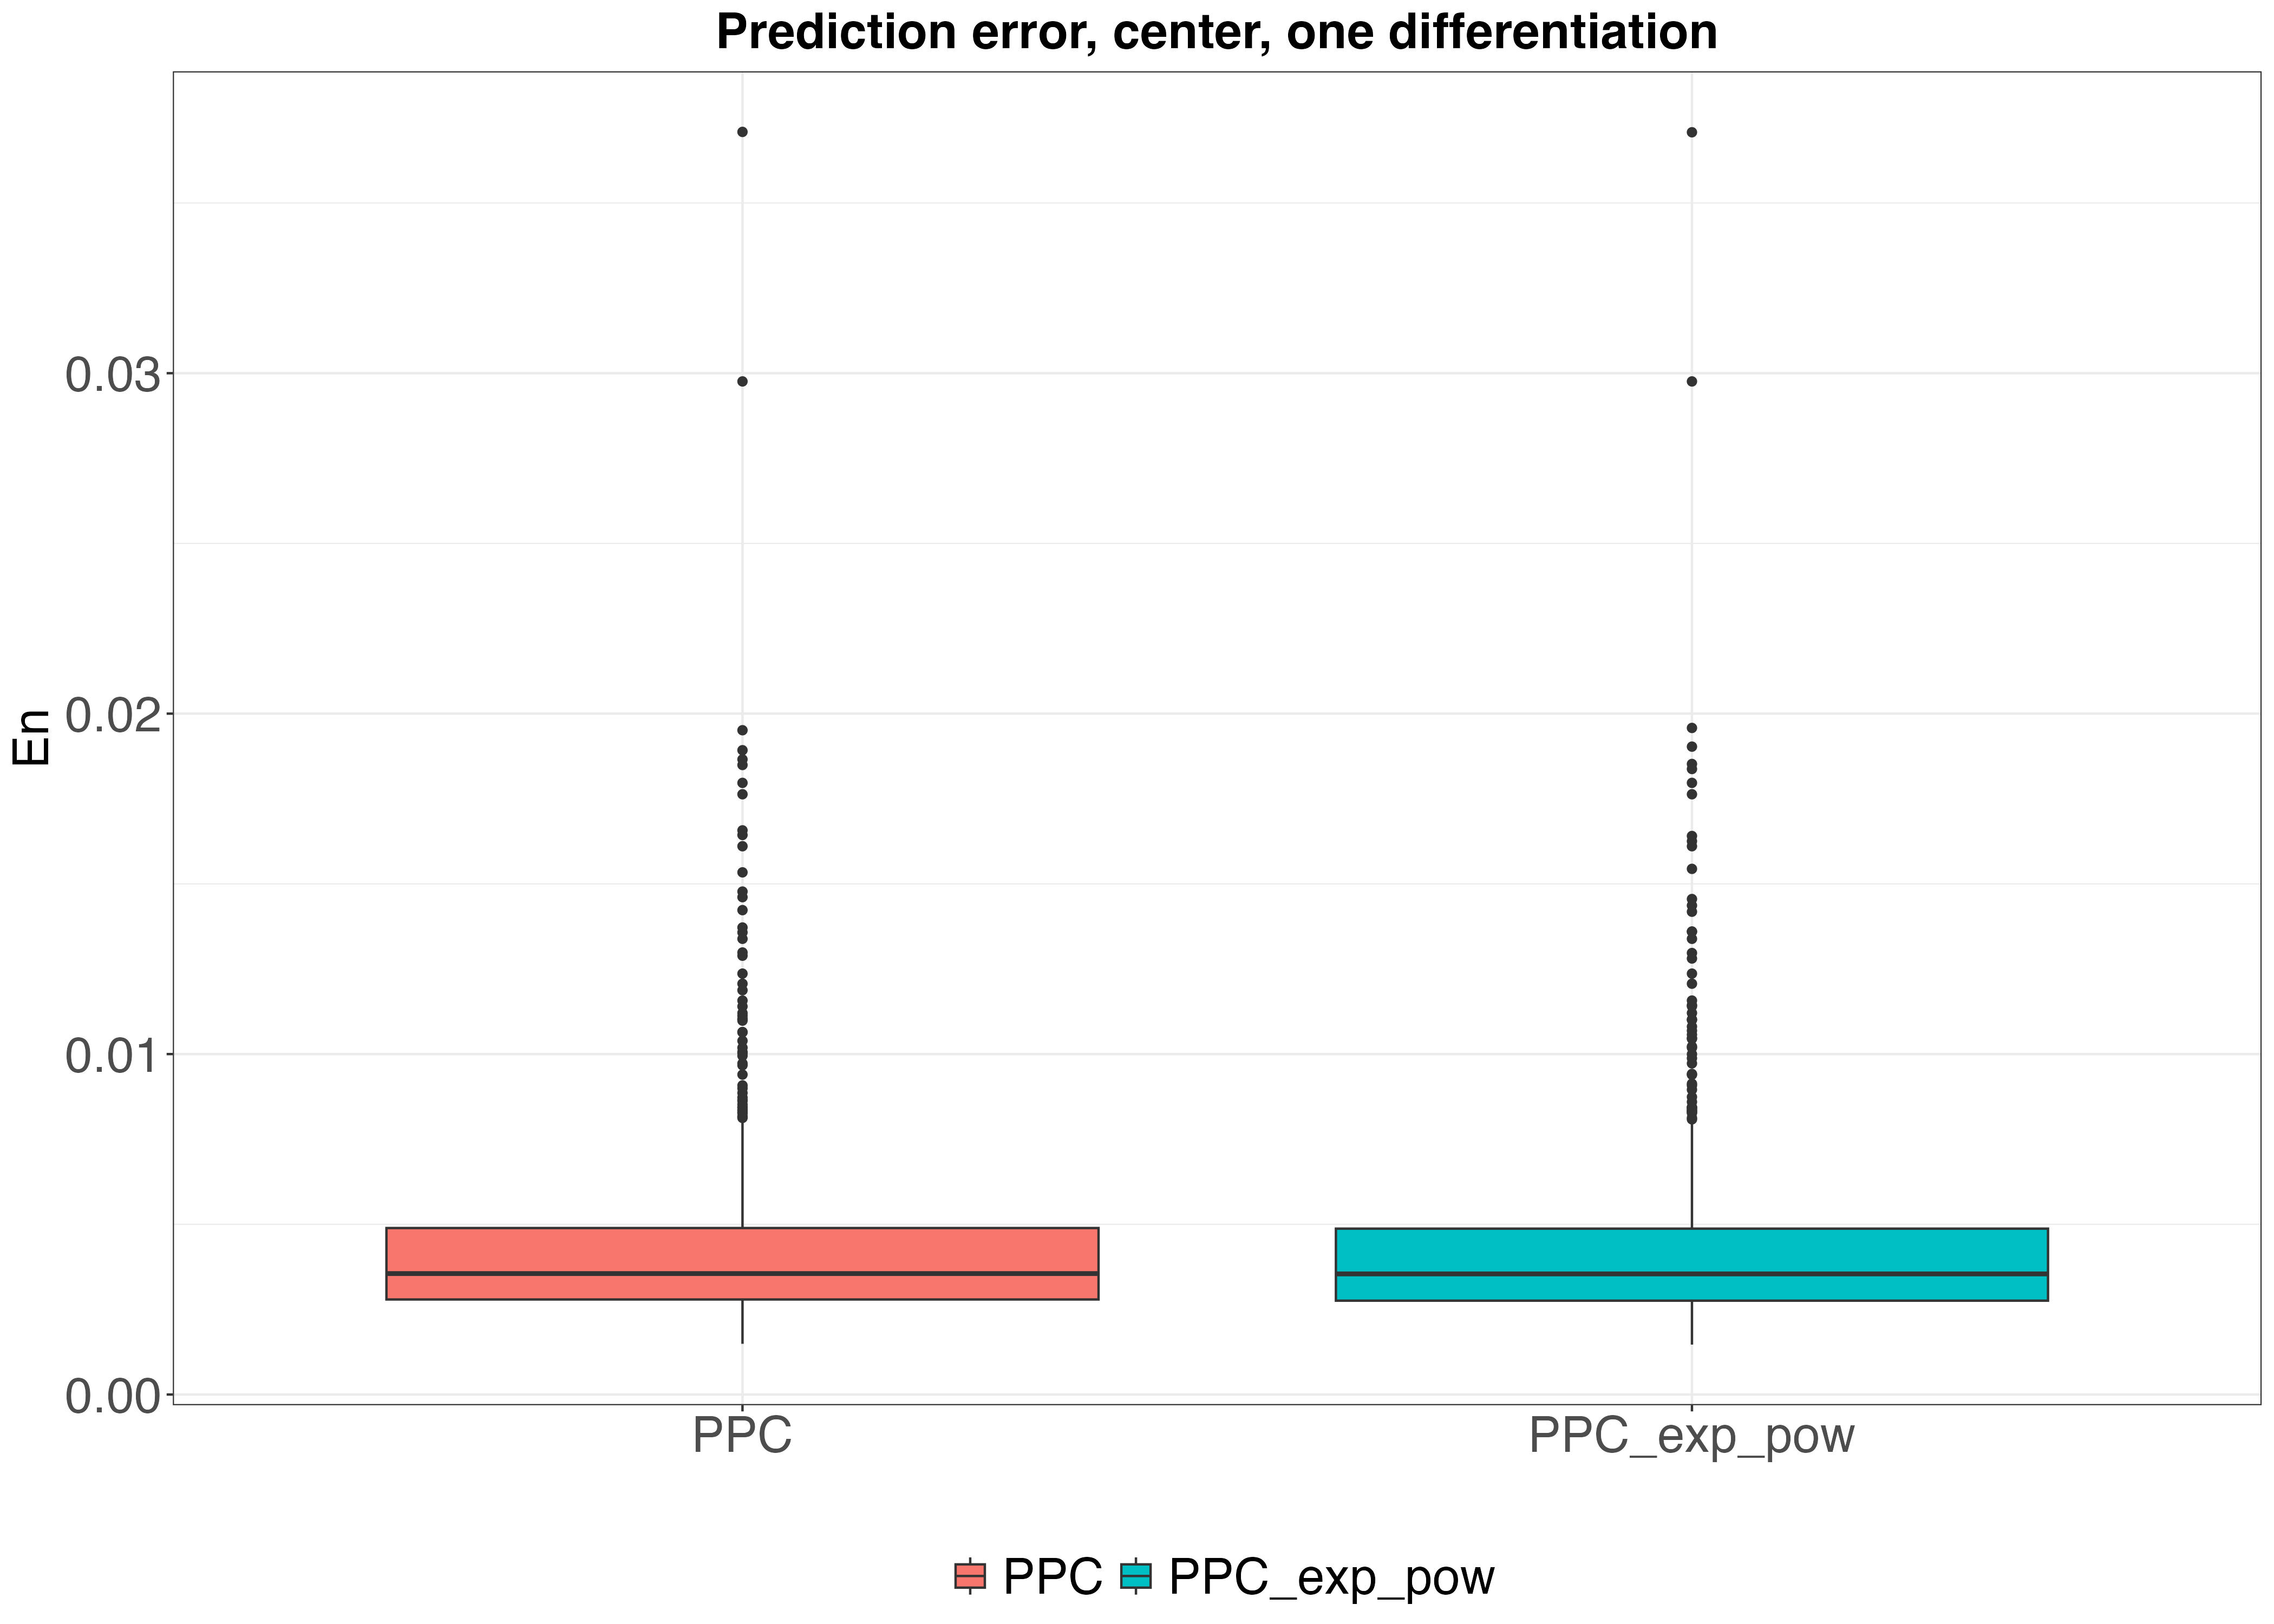 Prediction error, center, one differentiation
En
0.03
0.02
0.01
0.00
PPC PPC_exp_pow
PPC PPC_exp_pow